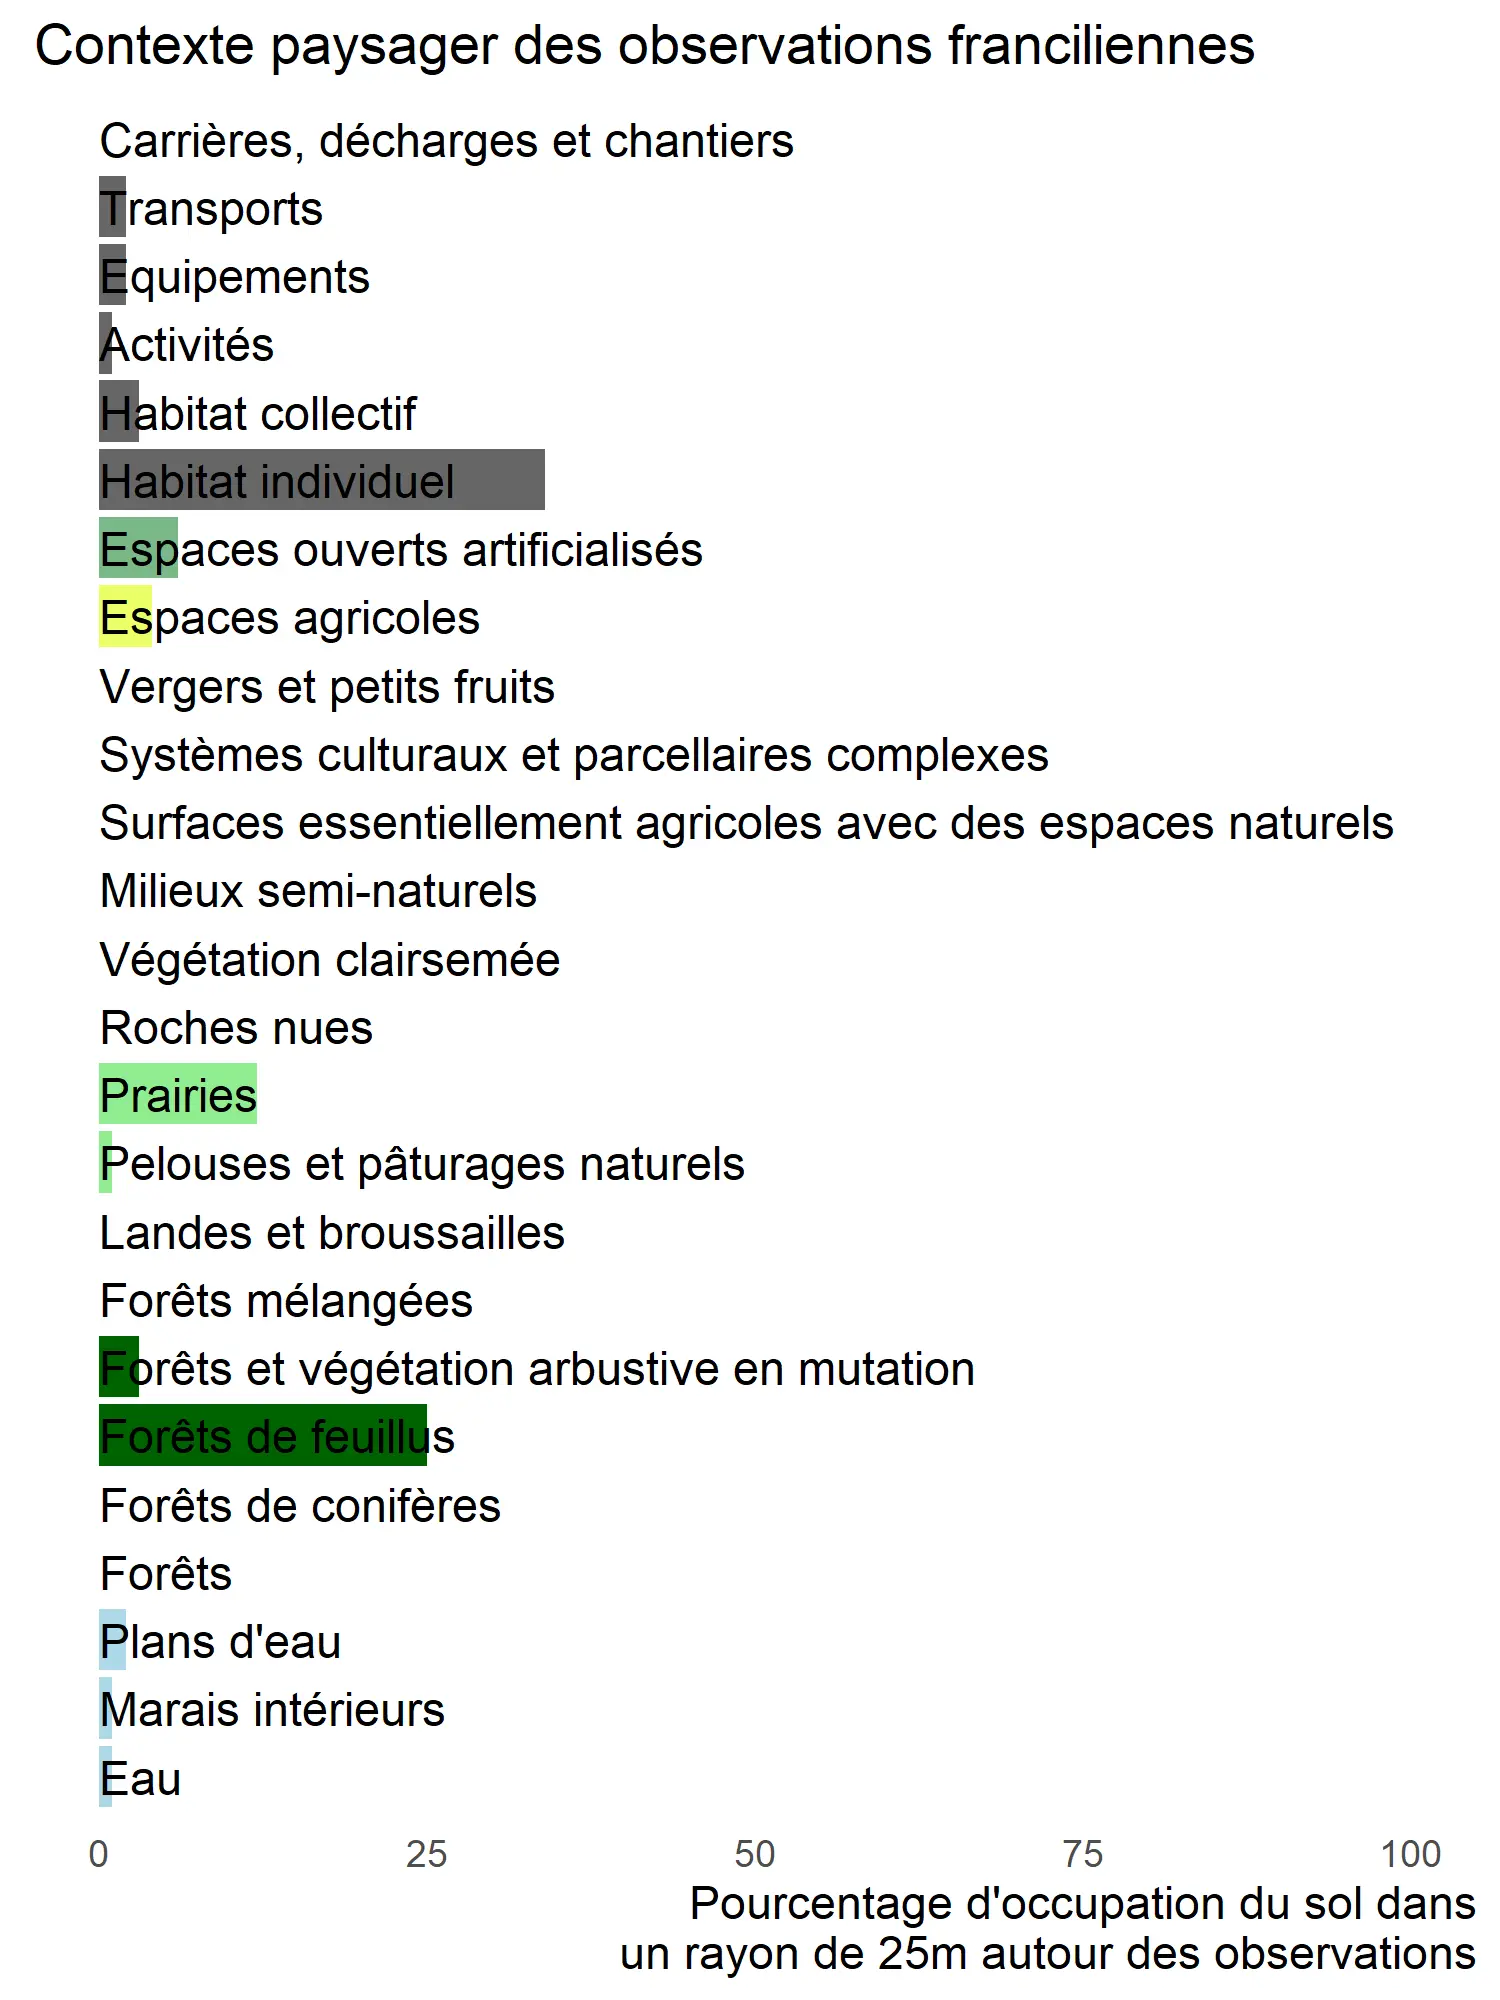 Contexte paysager des observations franciliennes
Carrières, décharges et chantiers
Transports
Equipements
Activités
Habitat collectif
Habitat individuel
Espaces ouverts artificialisés
Espaces agricoles
Vergers et petits fruits
Systèmes culturaux et parcellaires complexes
Surfaces essentiellement agricoles avec des espaces naturels
Milieux semi-naturels
Végétation clairsemée
Roches nues
Prairies
Pelouses et pâturages naturels
Landes et broussailles
Forêts mélangées
Forêts et végétation arbustive en mutation
Forêts de feuillus
Forêts de conifères
Forêts
Plans d'eau
Marais intérieurs
Eau
0 25 50 75 100
Pourcentage d'occupation du sol dans
un rayon de 25m autour des observations